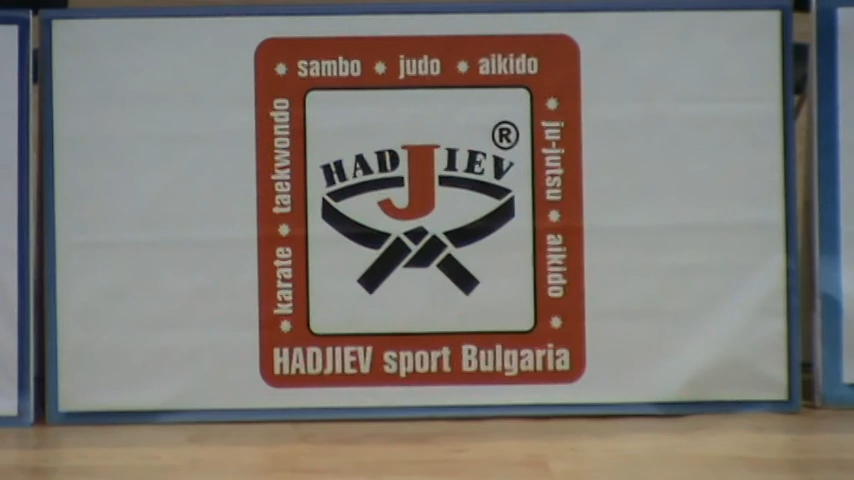 sambo * judo * aikido
* karate * taekwondo
* ju-jutsu * aikido *
HADJIEV ®
HADJIEV sport Bulgaria